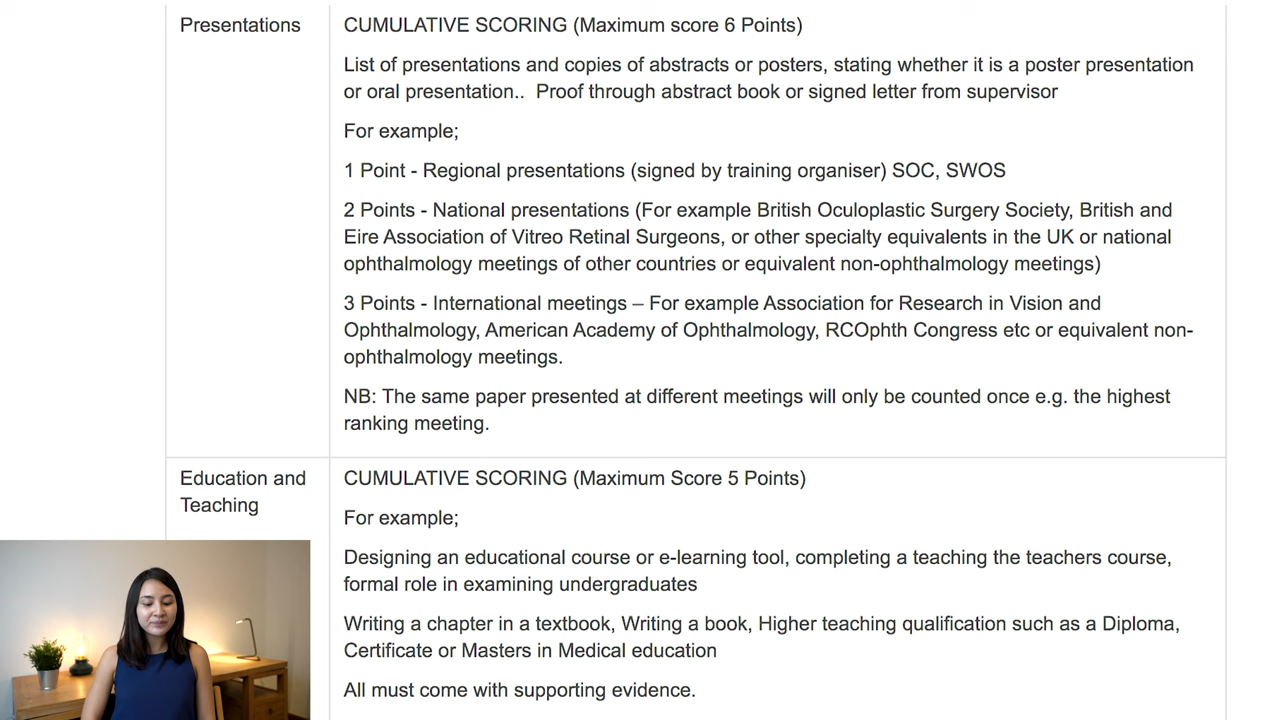 Presentations
CUMULATIVE SCORING (Maximum score 6 Points)
List of presentations and copies of abstracts or posters, stating whether it is a poster presentation
or oral presentation..  Proof through abstract book or signed letter from supervisor
For example;
1 Point - Regional presentations (signed by training organiser) SOC, SWOS
2 Points - National presentations (For example British Oculoplastic Surgery Society, British and
Eire Association of Vitreo Retinal Surgeons, or other specialty equivalents in the UK or national
ophthalmology meetings of other countries or equivalent non-ophthalmology meetings)
3 Points - International meetings – For example Association for Research in Vision and
Ophthalmology, American Academy of Ophthalmology, RCOphth Congress etc or equivalent non-
ophthalmology meetings.
NB: The same paper presented at different meetings will only be counted once e.g. the highest
ranking meeting.
Education and
Teaching
CUMULATIVE SCORING (Maximum Score 5 Points)
For example;
Designing an educational course or e-learning tool, completing a teaching the teachers course,
formal role in examining undergraduates
Writing a chapter in a textbook, Writing a book, Higher teaching qualification such as a Diploma,
Certificate or Masters in Medical education
All must come with supporting evidence.